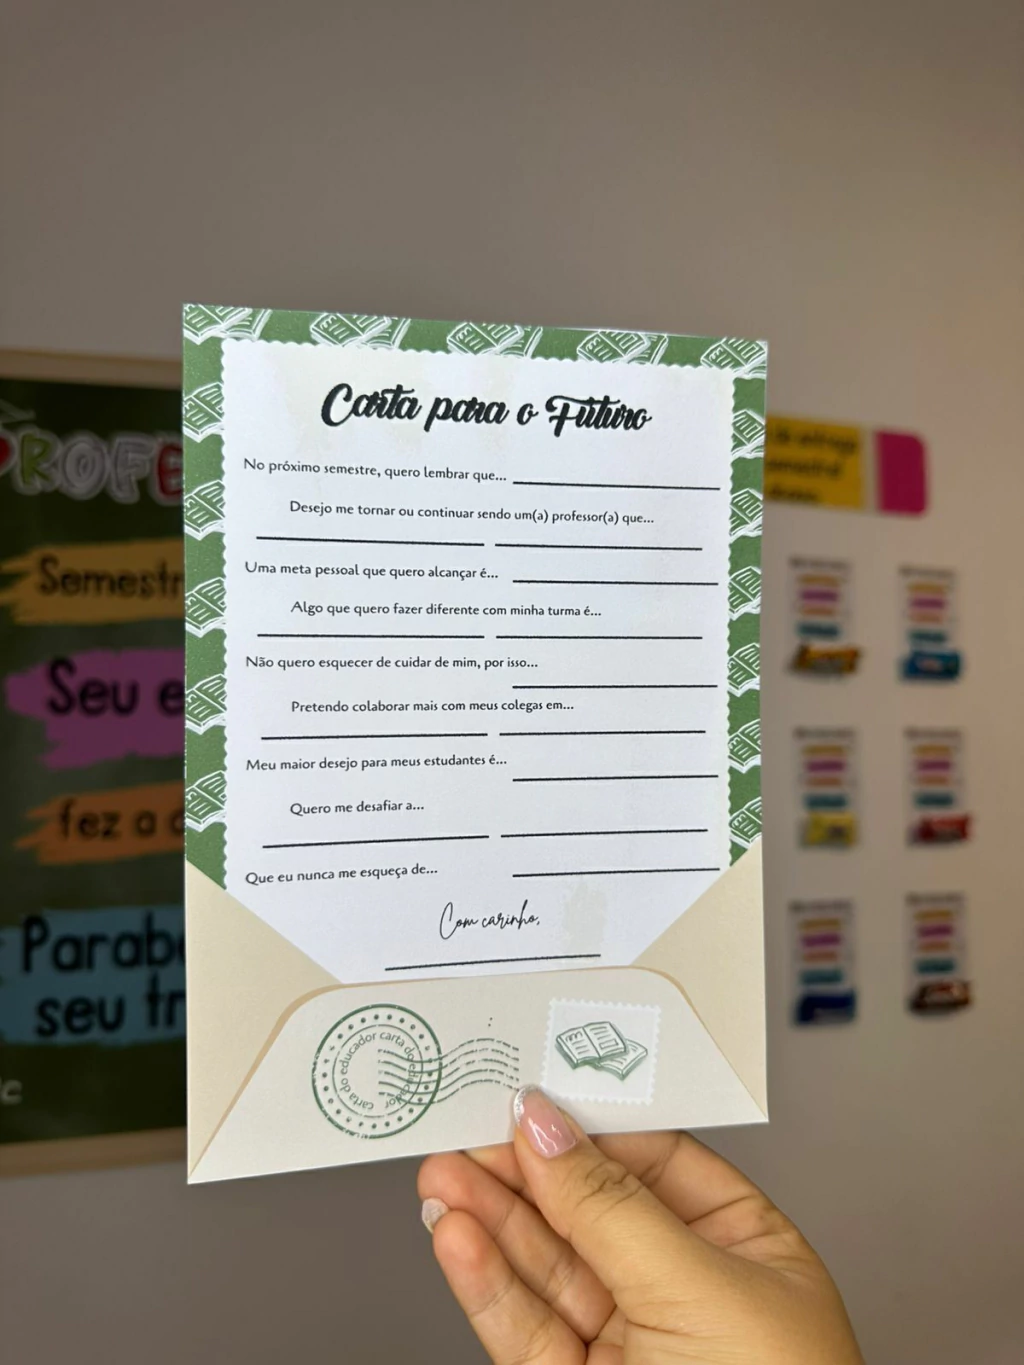 Carta para o Futuro
No próximo semestre, quero lembrar que...
Desejo me tornar ou continuar sendo um(a) professor(a) que...
Uma meta pessoal que quero alcançar é...
Algo que quero fazer diferente com minha turma é...
Não quero esquecer de cuidar de mim, por isso...
Pretendo colaborar mais com meus colegas em...
Meu maior desejo para meus estudantes é...
Quero me desafiar a...
Que eu nunca me esqueça de...
Com carinho,
carta do educador carta do educador
PROFE
Semestr
Seu e
fez a d
Parab
seu tr